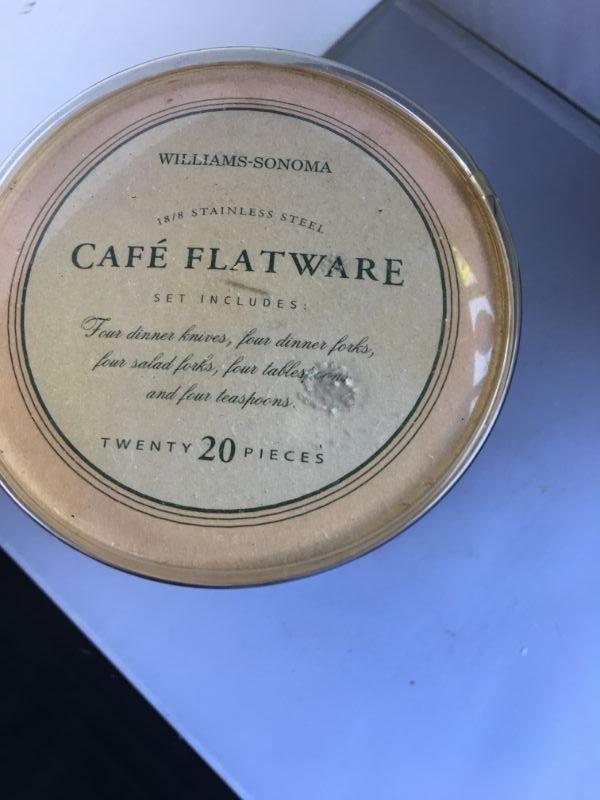 WILLIAMS-SONOMA
18/8 STAINLESS STEEL
CAFÉ FLATWARE
SET INCLUDES:
Four dinner knives, four dinner forks,
four salad forks, four tablespoons
and four teaspoons.
TWENTY 20 PIECES